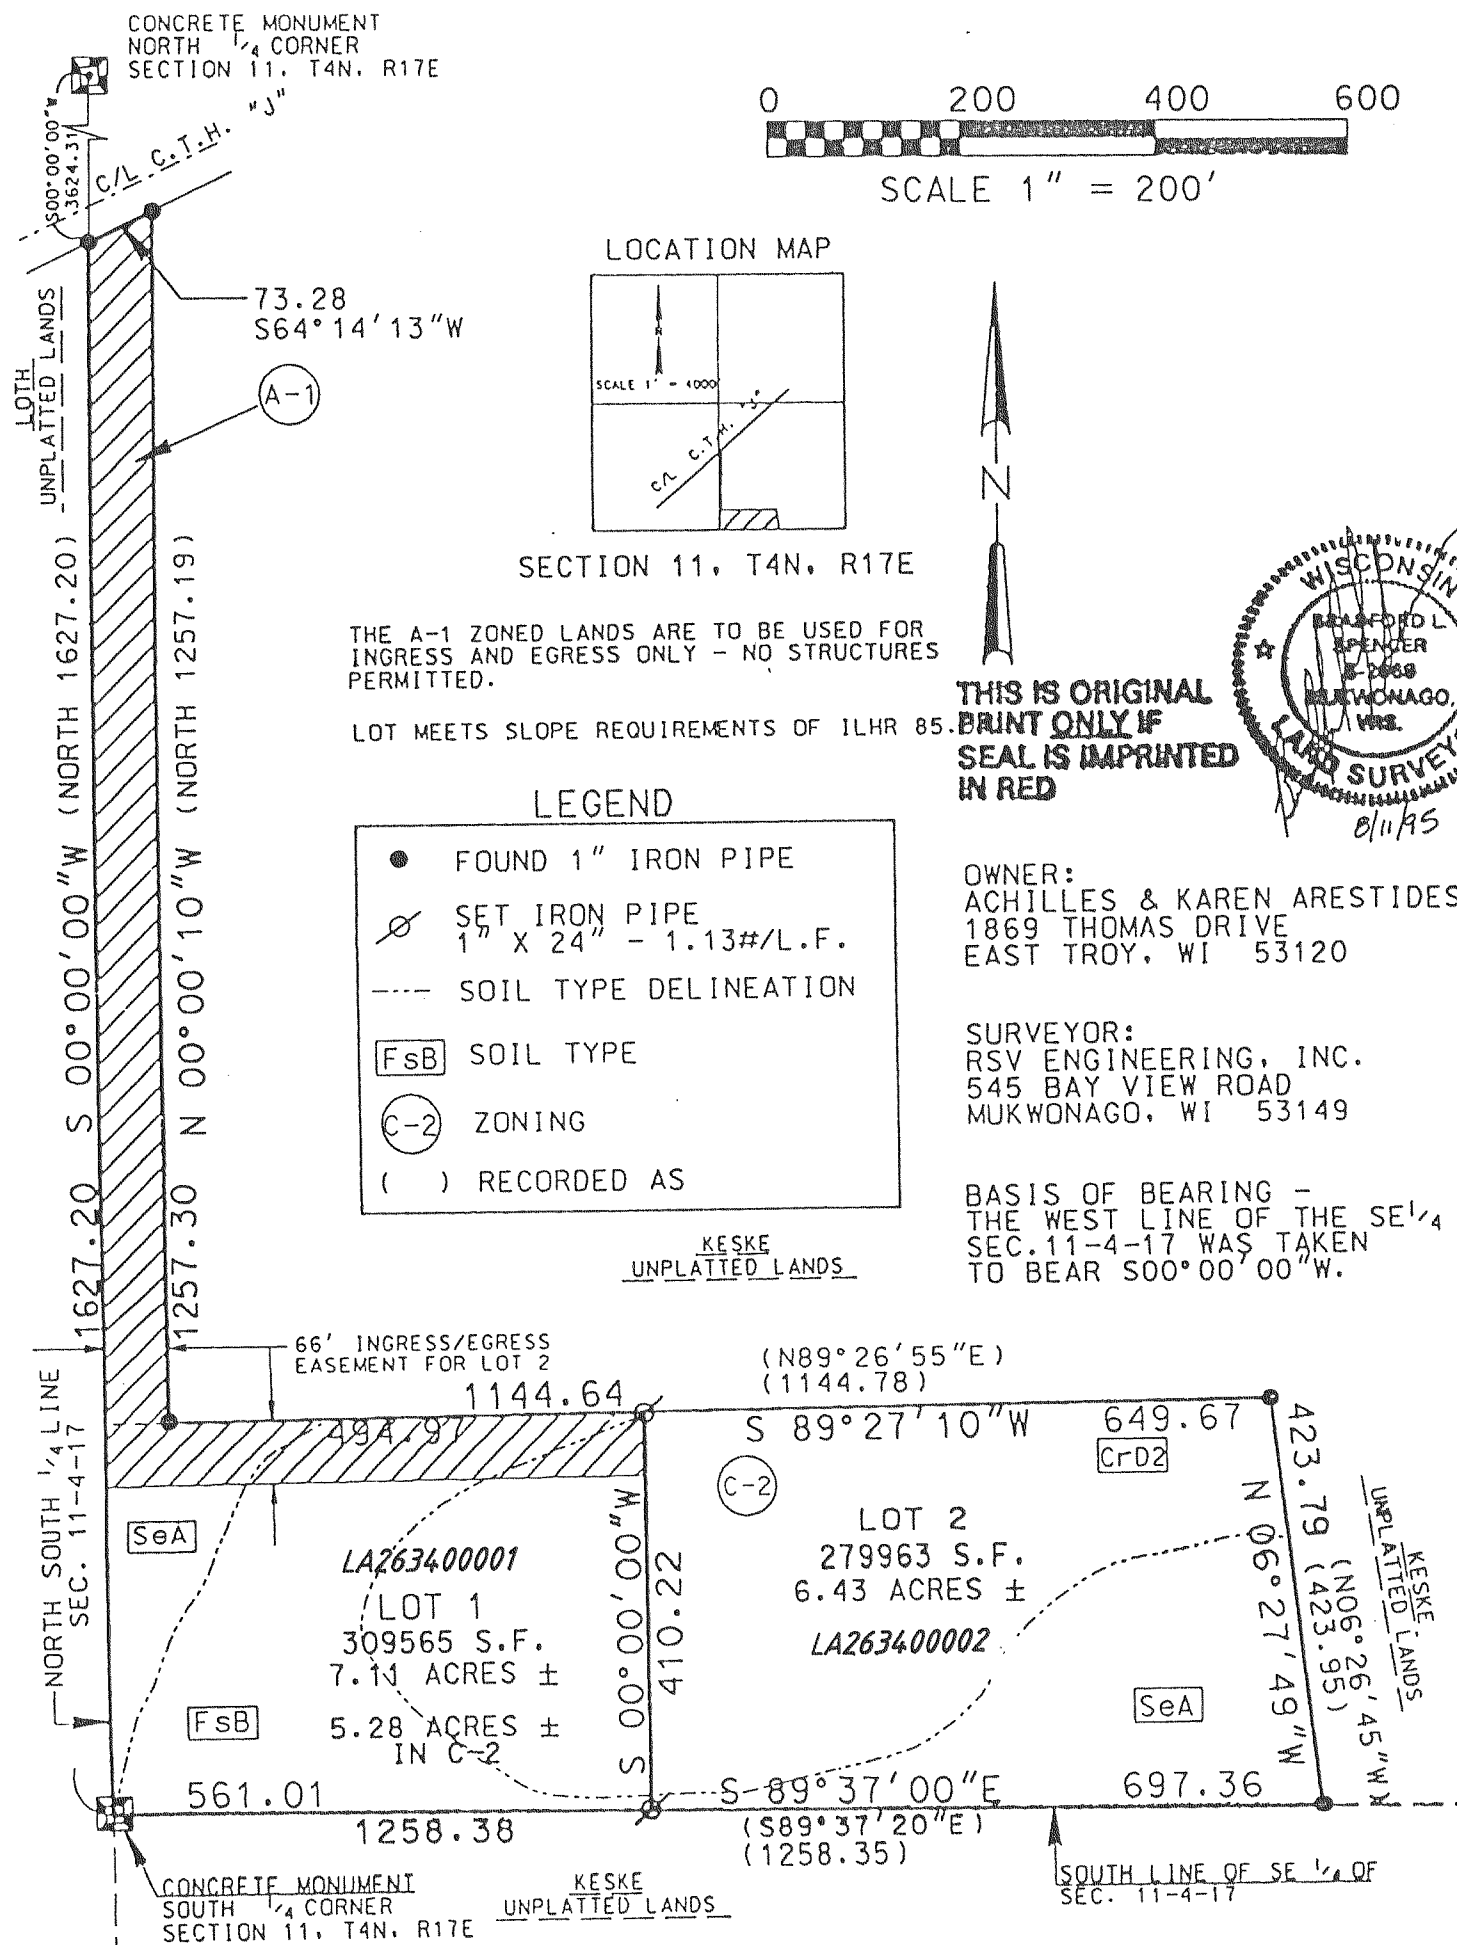 CONCRETE MONUMENT
NORTH 1/4 CORNER
SECTION 11, T4N, R17E
S00°00'00"W
3624.31
C/L C.T.H. "J"
0 200 400 600
SCALE 1" = 200'
73.28
S64°14'13"W
A-1
LOTH
UNPLATTED LANDS
LOCATION MAP
N
SCALE 1" = 4000
C/L C.T.H. "J"
SECTION 11, T4N, R17E
N
THE A-1 ZONED LANDS ARE TO BE USED FOR
INGRESS AND EGRESS ONLY - NO STRUCTURES
PERMITTED.
LOT MEETS SLOPE REQUIREMENTS OF ILHR 85.
THIS IS ORIGINAL
PRINT ONLY IF
SEAL IS IMPRINTED
IN RED
WISCONSIN
BRADFORD L.
SPENCER
MUKWONAGO,
WIS.
LAND SURVEYO
8/11/95
1627.20 S 00°00'00"W (NORTH 1627.20)
1257.30 N 00°00'10"W (NORTH 1257.19)
LEGEND
FOUND 1" IRON PIPE
SET IRON PIPE
1" X 24" - 1.13#/L.F.
SOIL TYPE DELINEATION
FsB SOIL TYPE
C-2 ZONING
( ) RECORDED AS
OWNER:
ACHILLES & KAREN ARESTIDES
1869 THOMAS DRIVE
EAST TROY, WI 53120
SURVEYOR:
RSV ENGINEERING, INC.
545 BAY VIEW ROAD
MUKWONAGO, WI 53149
BASIS OF BEARING -
THE WEST LINE OF THE SE1/4
SEC.11-4-17 WAS TAKEN
TO BEAR S00°00'00"W.
KESKE
UNPLATTED LANDS
66' INGRESS/EGRESS
EASEMENT FOR LOT 2
(N89°26'55"E)
(1144.78)
1144.64
494.97
S 89°27'10"W 649.67
CrD2
C-2
NORTH SOUTH 1/4 LINE
SEC. 11-4-17
SeA
LA263400001
LOT 1
309565 S.F.
7.11 ACRES ±
5.28 ACRES ±
IN C-2
FsB
S 00°00'00"W
410.22
LOT 2
279963 S.F.
6.43 ACRES ±
LA263400002
SeA
423.79 (423.95)
N 06°27'49"W
(N06°26'45"W)
KESKE
UNPLATTED LANDS
561.01
S 89°37'00"E 697.36
1258.38
(S89°37'20"E)
(1258.35)
CONCRETE MONUMENT
SOUTH 1/4 CORNER
SECTION 11, T4N, R17E
KESKE
UNPLATTED LANDS
SOUTH LINE OF SE 1/4 OF
SEC. 11-4-17